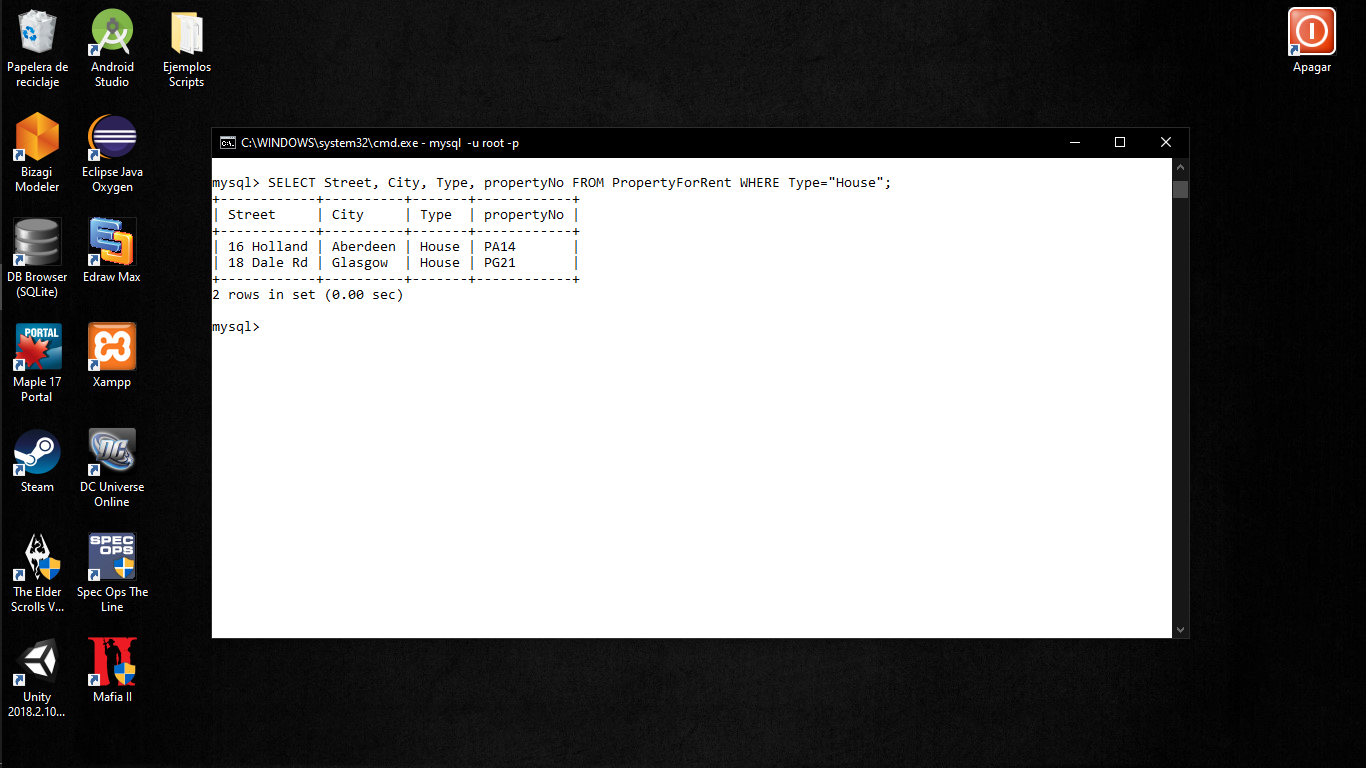 Papelera de
reciclaje
Android
Studio
Ejemplos
Scripts
Apagar
Bizagi
Modeler
Eclipse Java
Oxygen
DB Browser
(SQLite)
Edraw Max
PORTAL
Maple 17
Portal
Xampp
Steam
DC
DC Universe
Online
The Elder
Scrolls V...
SPEC
OPS
Spec Ops The
Line
Unity
2018.2.10...
II
Mafia II
C:\WINDOWS\system32\cmd.exe - mysql  -u root -p
mysql> SELECT Street, City, Type, propertyNo FROM PropertyForRent WHERE Type="House";
+------------+----------+-------+------------+
| Street     | City     | Type  | propertyNo |
+------------+----------+-------+------------+
| 16 Holland | Aberdeen | House | PA14       |
| 18 Dale Rd | Glasgow  | House | PG21       |
+------------+----------+-------+------------+
2 rows in set (0.00 sec)
mysql>